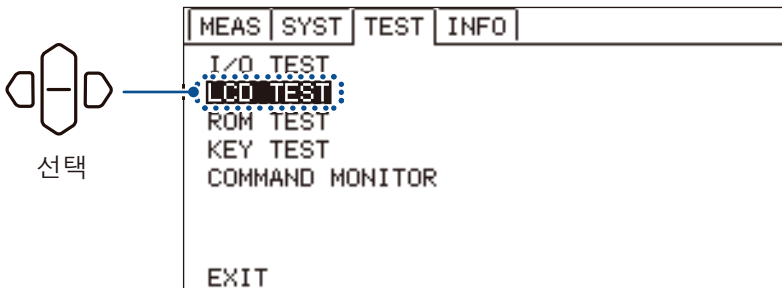 MEAS SYST TEST INFO
I/O TEST
LCD TEST
ROM TEST
KEY TEST
COMMAND MONITOR
EXIT
선택